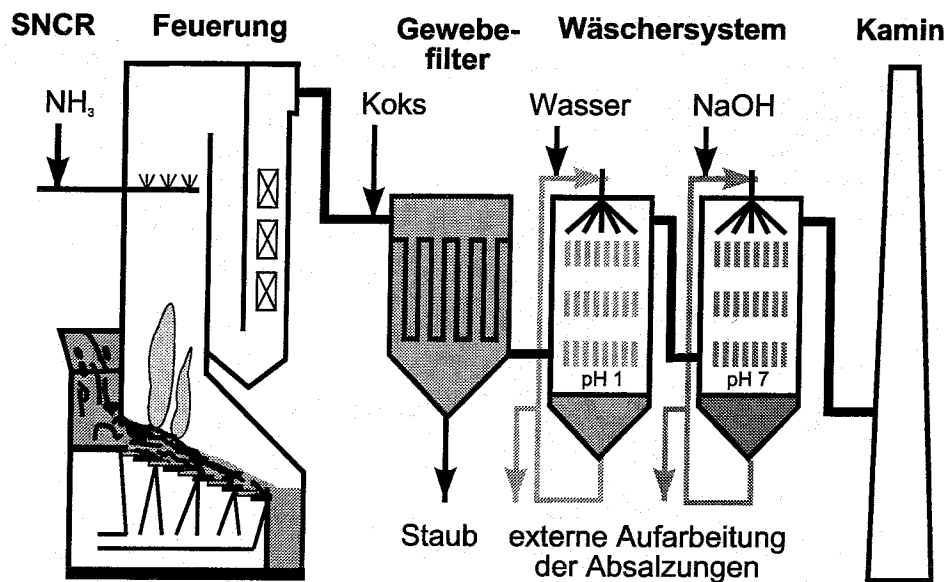 SNCR
Feuerung
Gewebe-
filter
Wäschersystem
Kamin
NH₃
Koks
Wasser
NaOH
pH 1
pH 7
Staub
externe Aufarbeitung
der Absalzungen